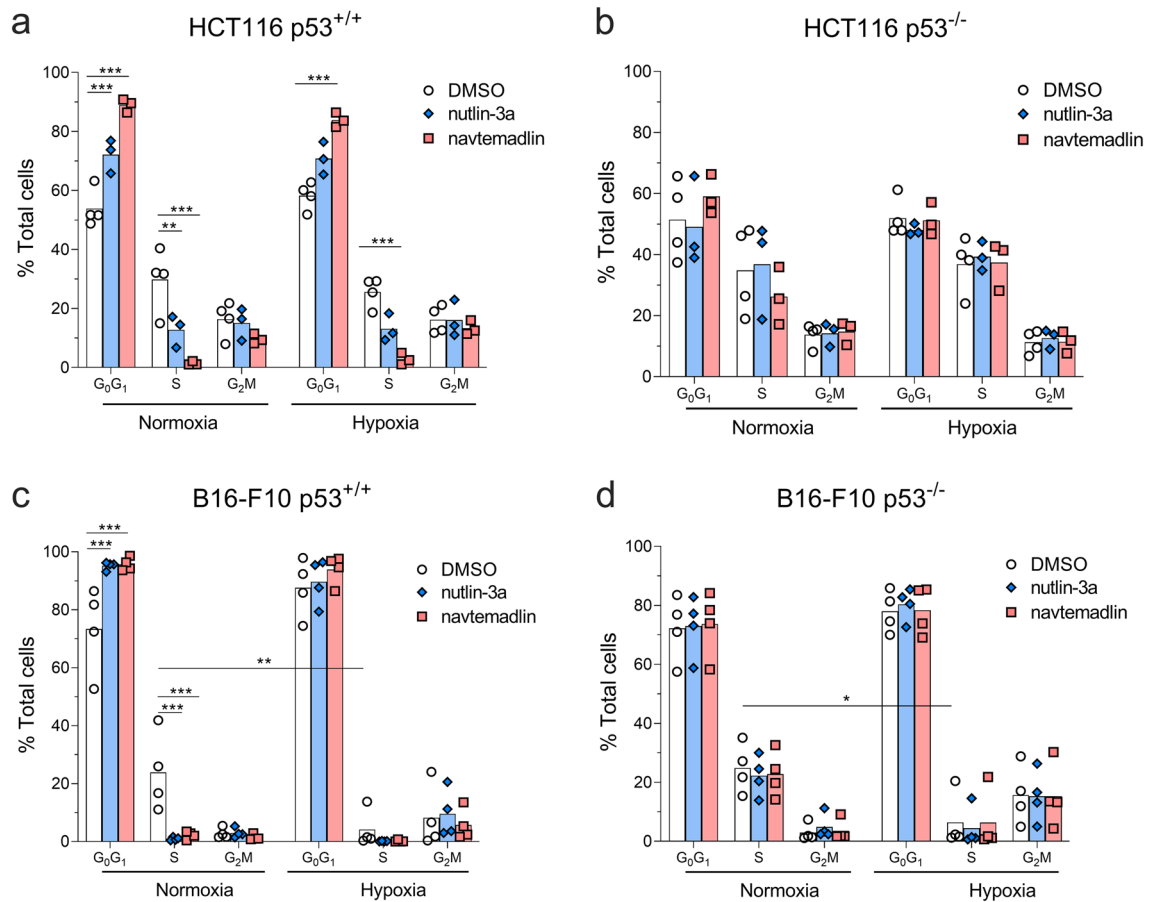 a
HCT116 p53+/+
% Total cells
100
80
60
40
20
0
***
***
**
***
***
***
DMSO
nutlin-3a
navtemadlin
G0G1 S G2M G0G1 S G2M
Normoxia Hypoxia
b
HCT116 p53-/-
% Total cells
100
80
60
40
20
0
DMSO
nutlin-3a
navtemadlin
G0G1 S G2M G0G1 S G2M
Normoxia Hypoxia
c
B16-F10 p53+/+
% Total cells
100
80
60
40
20
0
***
***
**
***
***
DMSO
nutlin-3a
navtemadlin
G0G1 S G2M G0G1 S G2M
Normoxia Hypoxia
d
B16-F10 p53-/-
% Total cells
100
80
60
40
20
0
*
DMSO
nutlin-3a
navtemadlin
G0G1 S G2M G0G1 S G2M
Normoxia Hypoxia